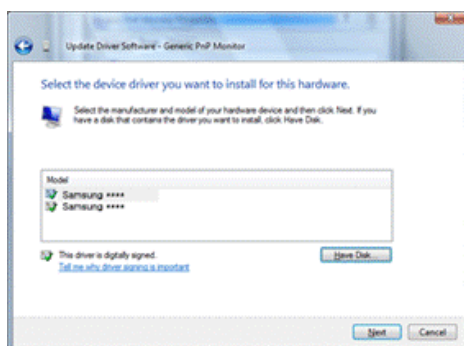 Update Driver Software - Generic PnP Monitor
Select the device driver you want to install for this hardware.
Select the manufacturer and model of your hardware device and then click Next. If you
have a disk that contains the driver you want to install, click Have Disk.
Model
Samsung ****
Samsung ****
This driver is digitally signed.
Have Disk...
Tell me why driver signing is important
Next
Cancel